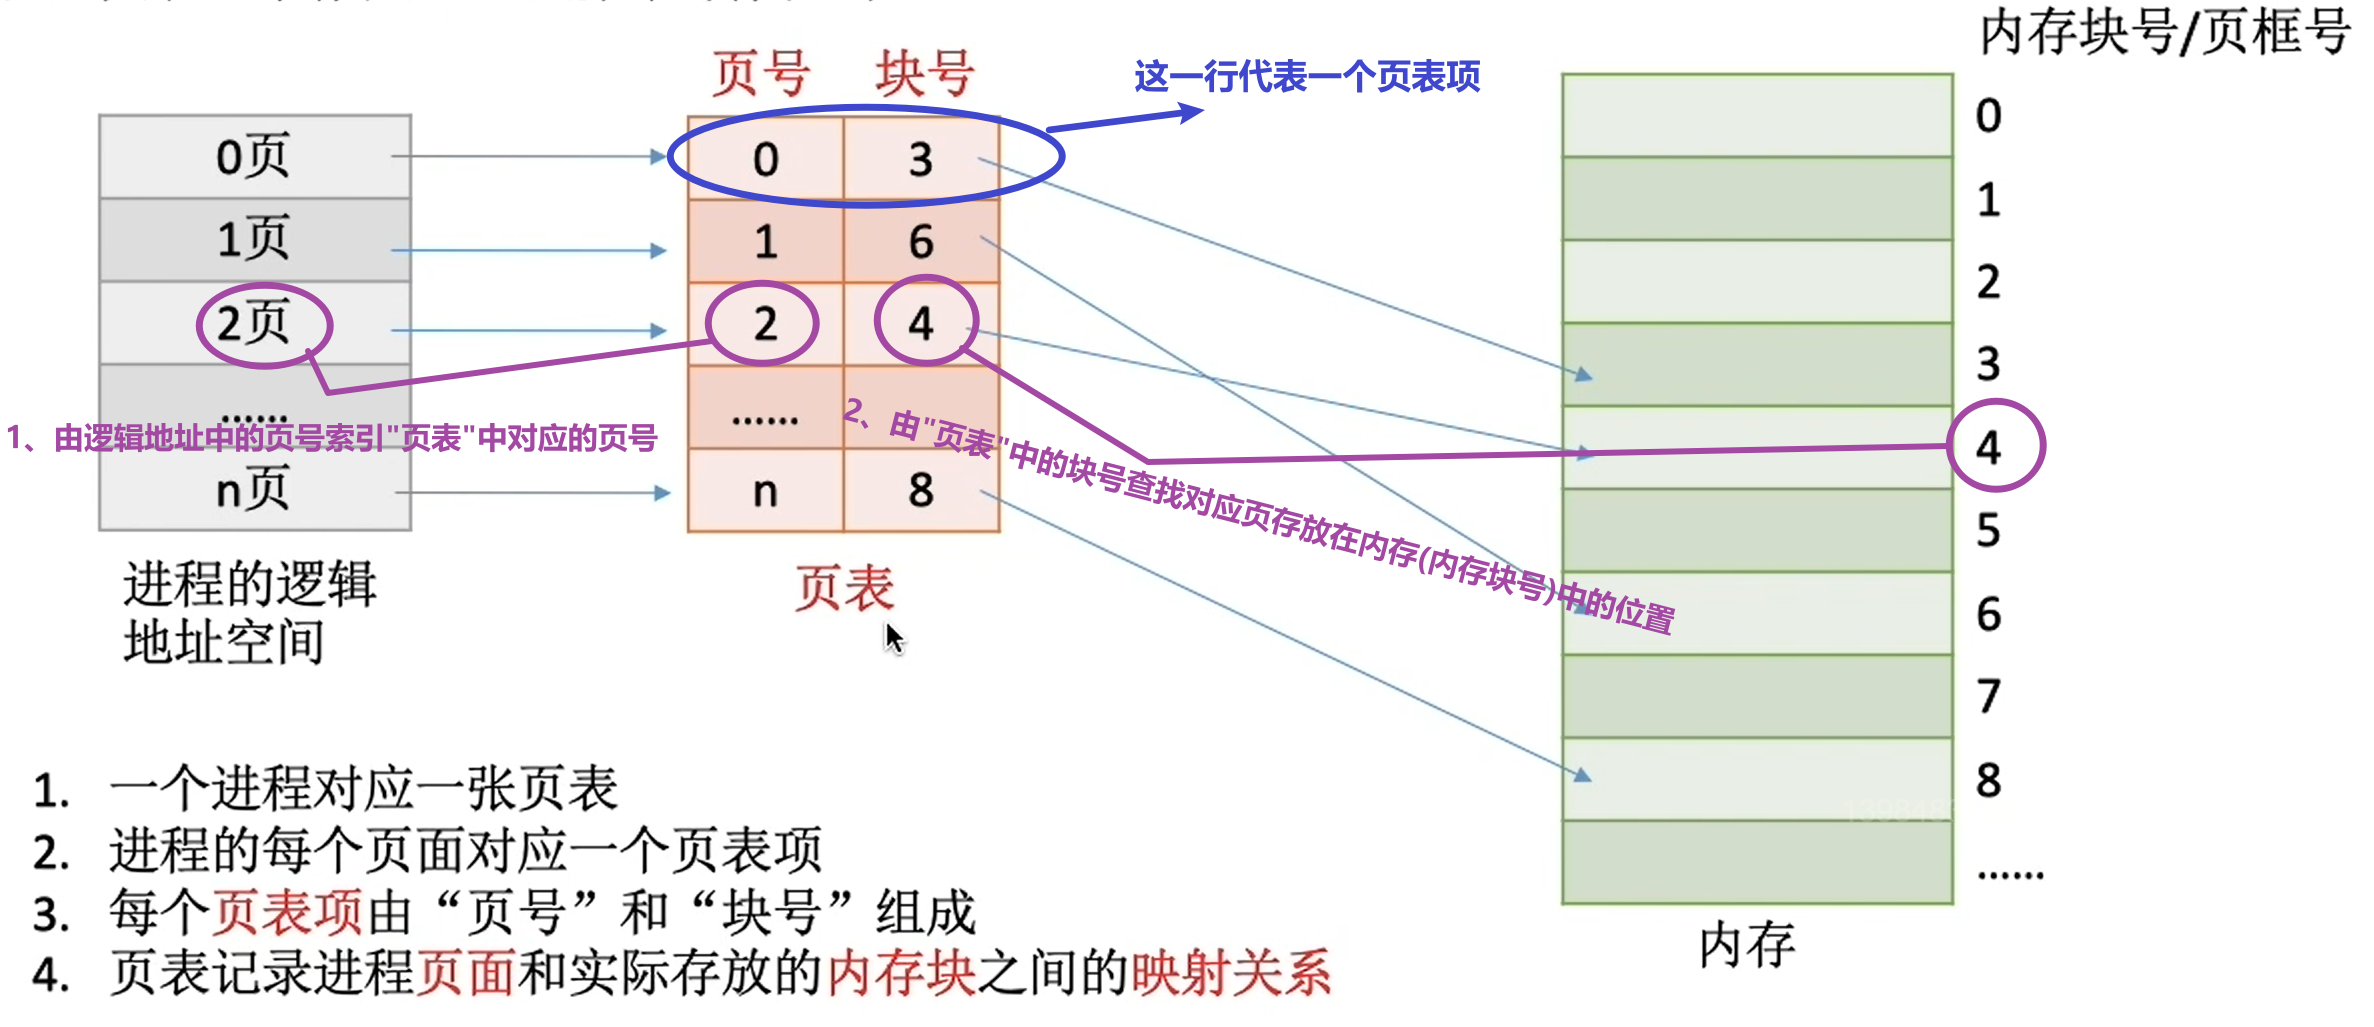 内存块号/页框号
页号 块号
这一行代表一个页表项
0页
1页
2页
......
n页
进程的逻辑
地址空间
0 3
1 6
2 4
......
n 8
页表
1、由逻辑地址中的页号索引"页表"中对应的页号
2、由"页表"中的块号查找对应页存放在内存(内存块号)中的位置
0
1
2
3
4
5
6
7
8
......
内存
1. 一个进程对应一张页表
2. 进程的每个页面对应一个页表项
3. 每个页表项由“页号”和“块号”组成
4. 页表记录进程页面和实际存放的内存块之间的映射关系